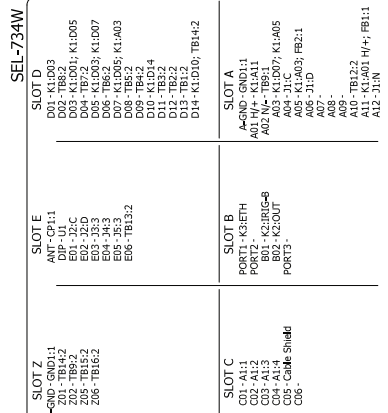 SEL-734W
SLOT D
D01 - K1:D03
D02 - TB8:2
D03 - K1:D01; K1:D05
D04 - TB7:2
D05 - K1:D03; K1:D07
D06 - TB6:2
D07 - K1:D05; K1:A03
D08 - TB5:2
D09 - TB4:2
D10 - K1:D14
D11 - TB3:2
D12 - TB2:2
D13 - TB1:2
D14 - K1:D10; TB14:2
SLOT E
ANT - CP1:1
DIP - U1
E01 - J2:C
E02 - J2:D
E03 - J3:3
E04 - J4:3
E05 - J5:3
E06 - TB13:2
SLOT Z
GND - GND1:1
Z01 - TB14:2
Z02 - TB9:2
Z05 - TB15:2
Z06 - TB16:2
SLOT A
A-GND - GND1:1
A01 H/+ - K1:A11
A02 N/- - TB9:1
A03 - K1:D07; K1:A05
A04 - J1:C
A05 - K1:A03; FB2:1
A06 - J1:D
A07 -
A08 -
A09 -
A10 - TB12:2
A11 - K1:A01 H/+; FB1:1
A12 - J1:N
SLOT B
PORT1 - K3:ETH
PORT2 -
B01 - K2:IRIG-B
B02 - K2:OUT
PORT3 -
SLOT C
C01 - A1:1
C02 - A1:2
C03 - A1:3
C04 - A1:4
C05 - Cable Shield
C06 -